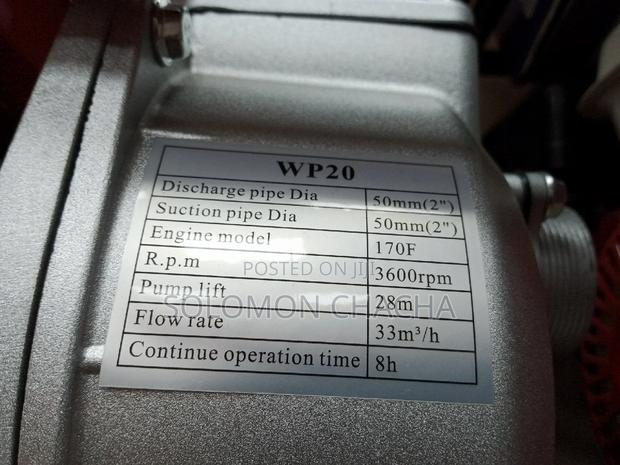 WP20
Discharge pipe Dia 50mm(2")
Suction pipe Dia 50mm(2")
Engine model 170F
R.p.m 3600rpm
Pump lift 28m
Flow rate 33m³/h
Continue operation time 8h
POSTED ON JIJI
SOLOMON CHACHA